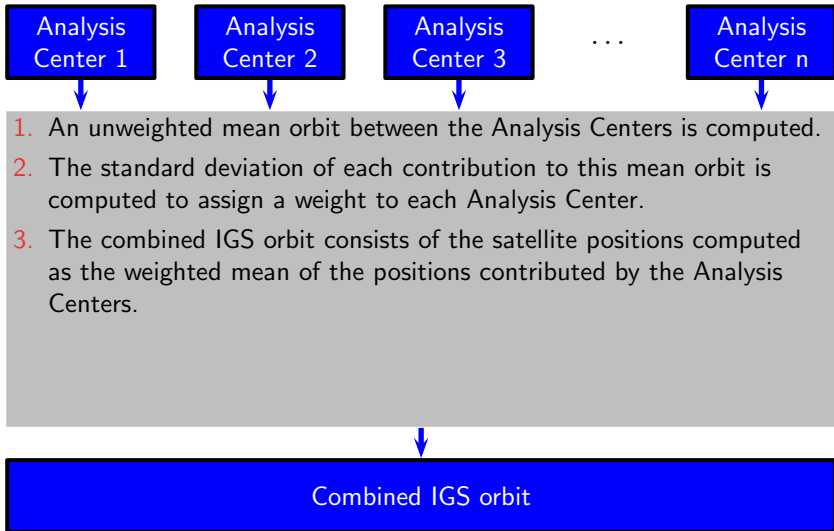 Analysis
Center 1
Analysis
Center 2
Analysis
Center 3
...
Analysis
Center n
1. An unweighted mean orbit between the Analysis Centers is computed.
2. The standard deviation of each contribution to this mean orbit is
computed to assign a weight to each Analysis Center.
3. The combined IGS orbit consists of the satellite positions computed
as the weighted mean of the positions contributed by the Analysis
Centers.
Combined IGS orbit